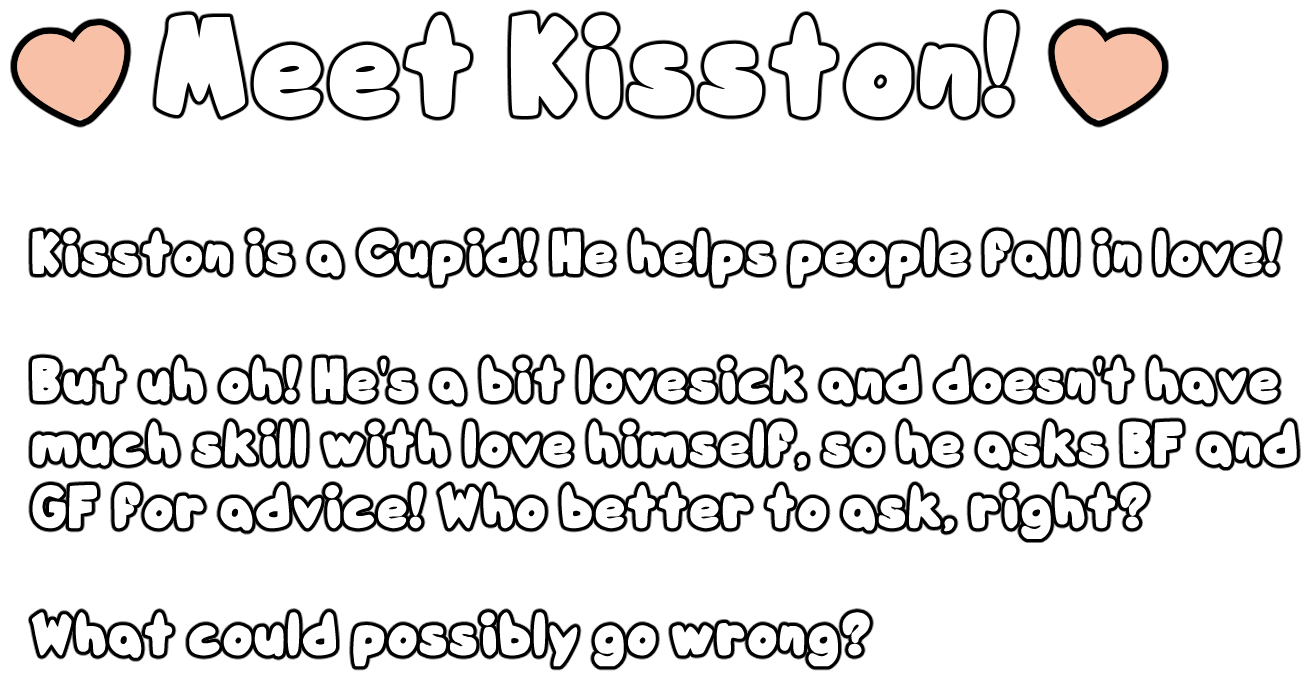 Meet Kisston!
Kisston is a Cupid! He helps people fall in love!
But uh oh! He's a bit lovesick and doesn't have
much skill with love himself, so he asks BF and
GF for advice! Who better to ask, right?
What could possibly go wrong?